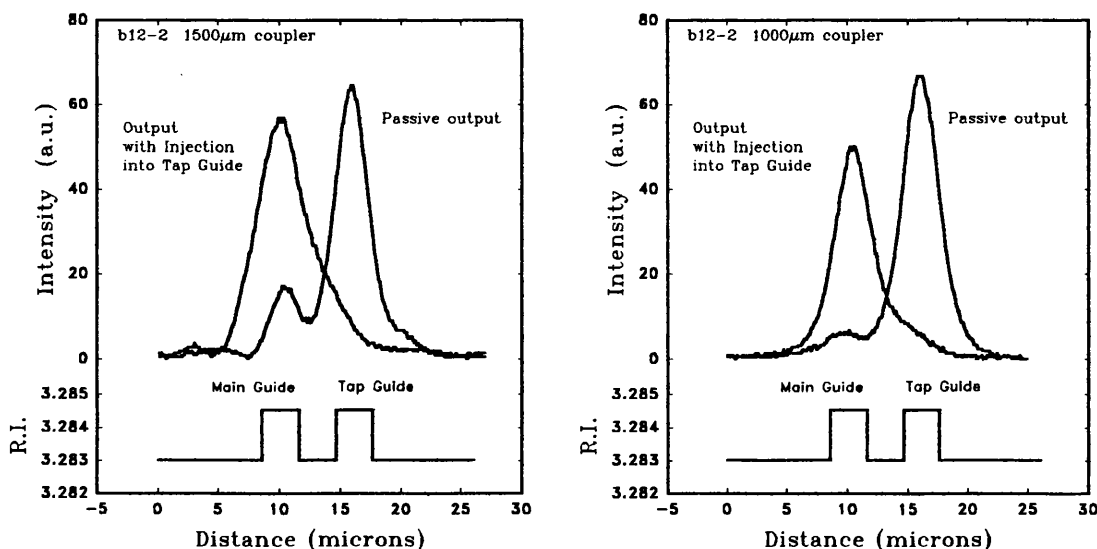 b12-2 1500μm coupler
80
60
40
20
0
Intensity (a.u.)
Output
with Injection
into Tap Guide
Passive output
Main Guide
Tap Guide
3.285
3.284
3.283
3.282
R.I.
-5
0
5
10
15
20
25
30
Distance (microns)
b12-2 1000μm coupler
80
60
40
20
0
Intensity (a.u.)
Output
with Injection
into Tap Guide
Passive output
Main Guide
Tap Guide
3.285
3.284
3.283
3.282
R.I.
-5
0
5
10
15
20
25
30
Distance (microns)